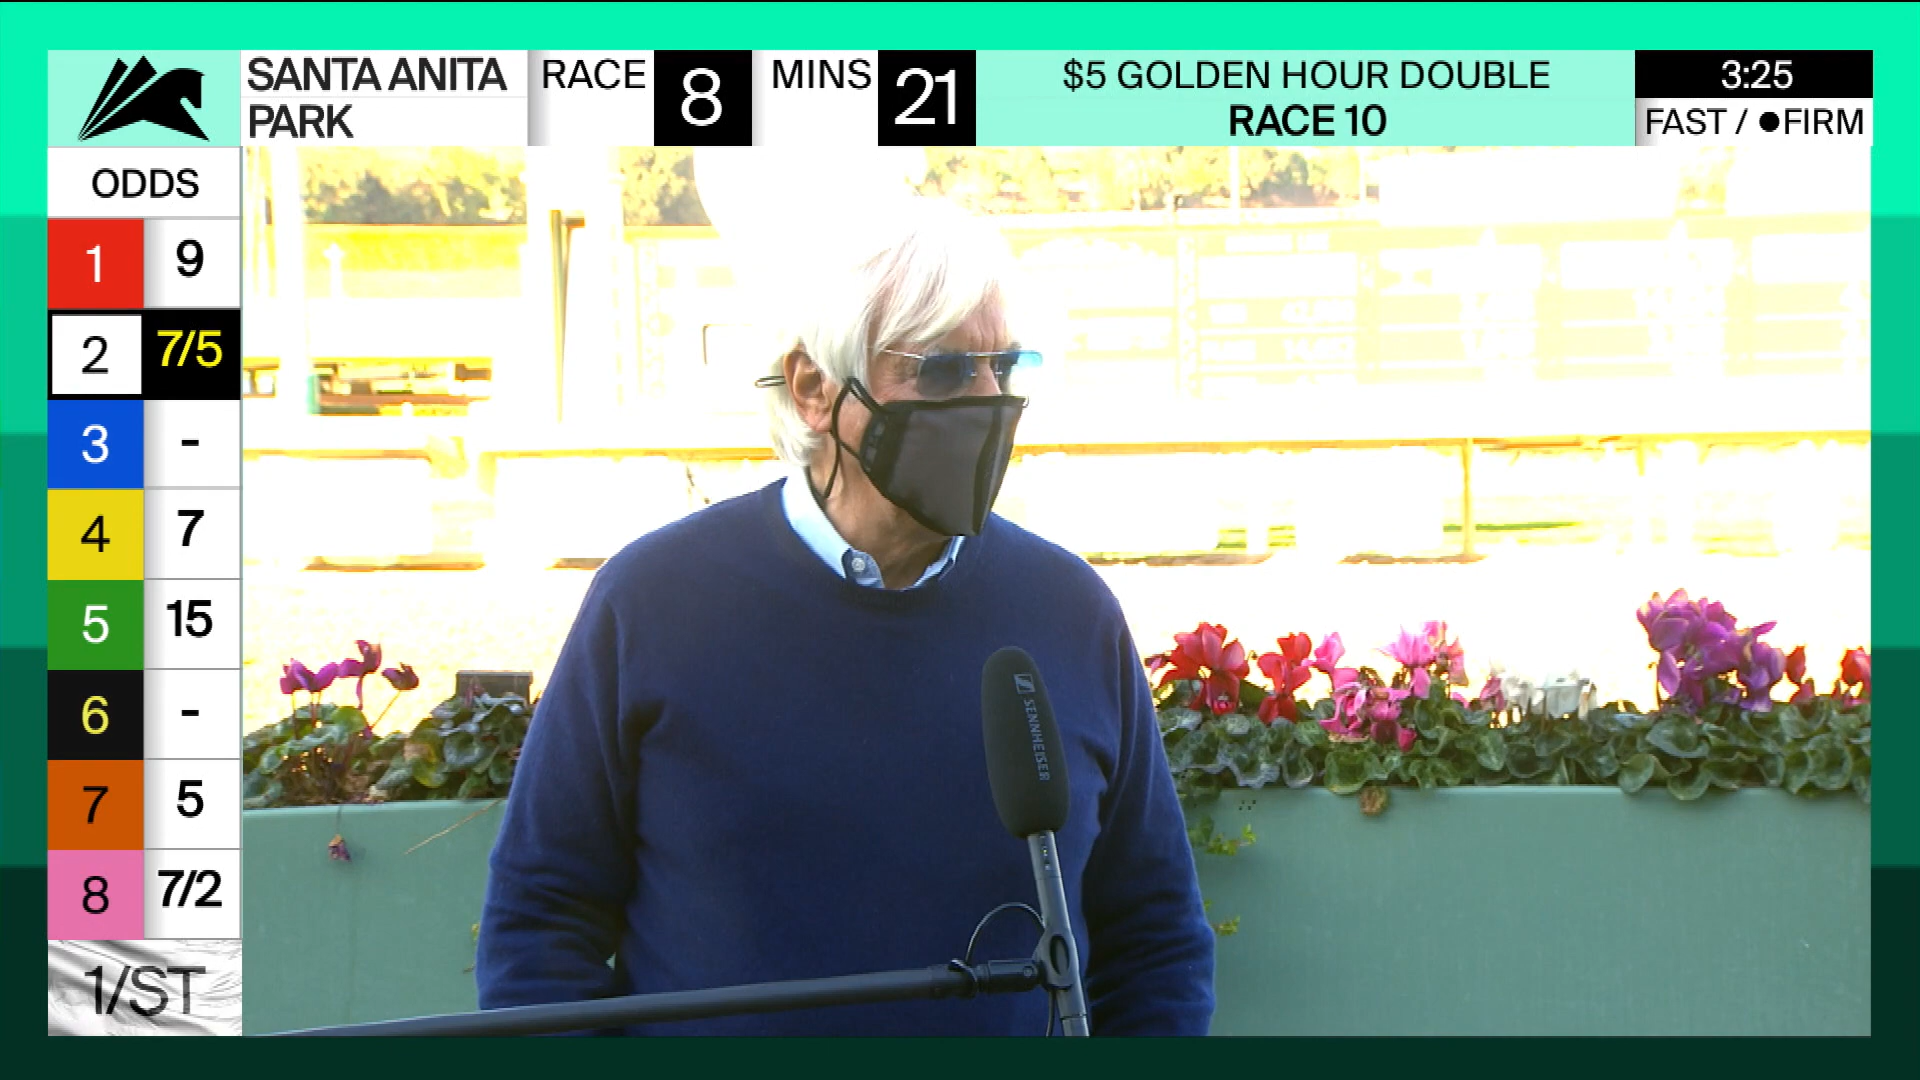 SANTA ANITA
PARK
RACE
8
MINS
21
$5 GOLDEN HOUR DOUBLE
RACE 10
3:25
FAST / ●FIRM
ODDS
1 9
2 7/5
3 -
4 7
5 15
6 -
7 5
8 7/2
1/ST
SENNHEISER